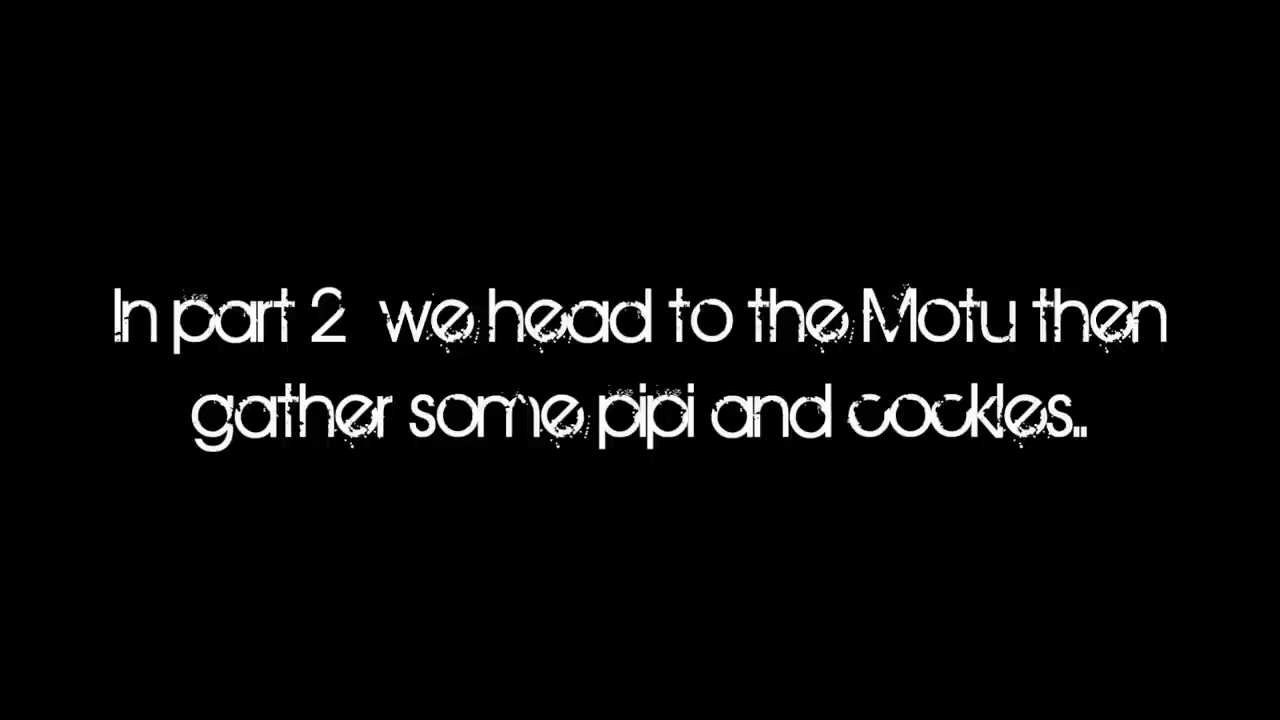 In part 2 we head to the Motu then
gather some pipi and cockles..